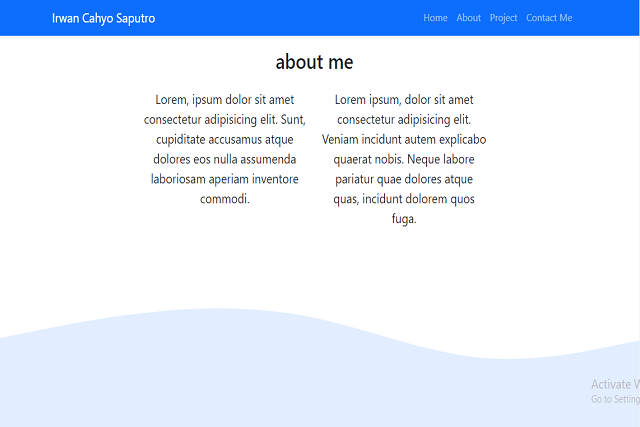 Irwan Cahyo Saputro
Home About Project Contact Me
about me
Lorem, ipsum dolor sit amet
consectetur adipisicing elit. Sunt,
cupiditate accusamus atque
dolores eos nulla assumenda
laboriosam aperiam inventore
commodi.
Lorem ipsum, dolor sit amet
consectetur adipisicing elit.
Veniam incidunt autem explicabo
quaerat nobis. Neque labore
pariatur quae dolores atque
quas, incidunt dolorem quos
fuga.
Activate W
Go to Setting